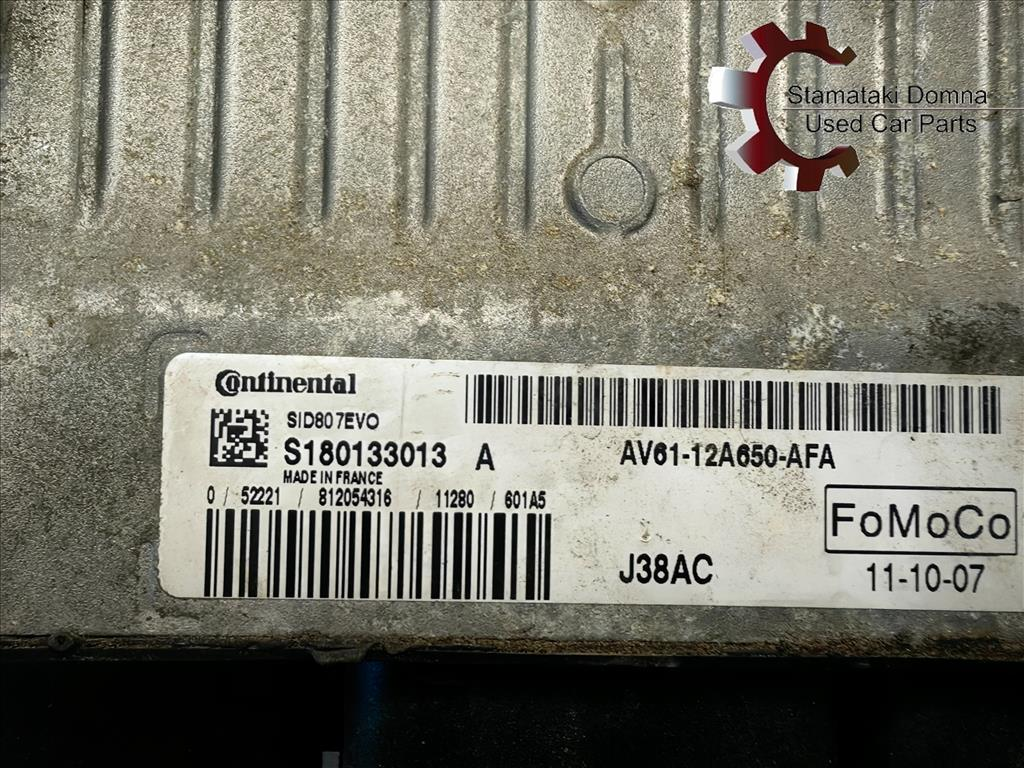 Stamataki Domna
Used Car Parts
Continental
SID807EVO
S180133013 A
MADE IN FRANCE
0 / 52221 / 812054316 / 11280 / 601A5
AV61-12A650-AFA
FoMoCo
J38AC
11-10-07